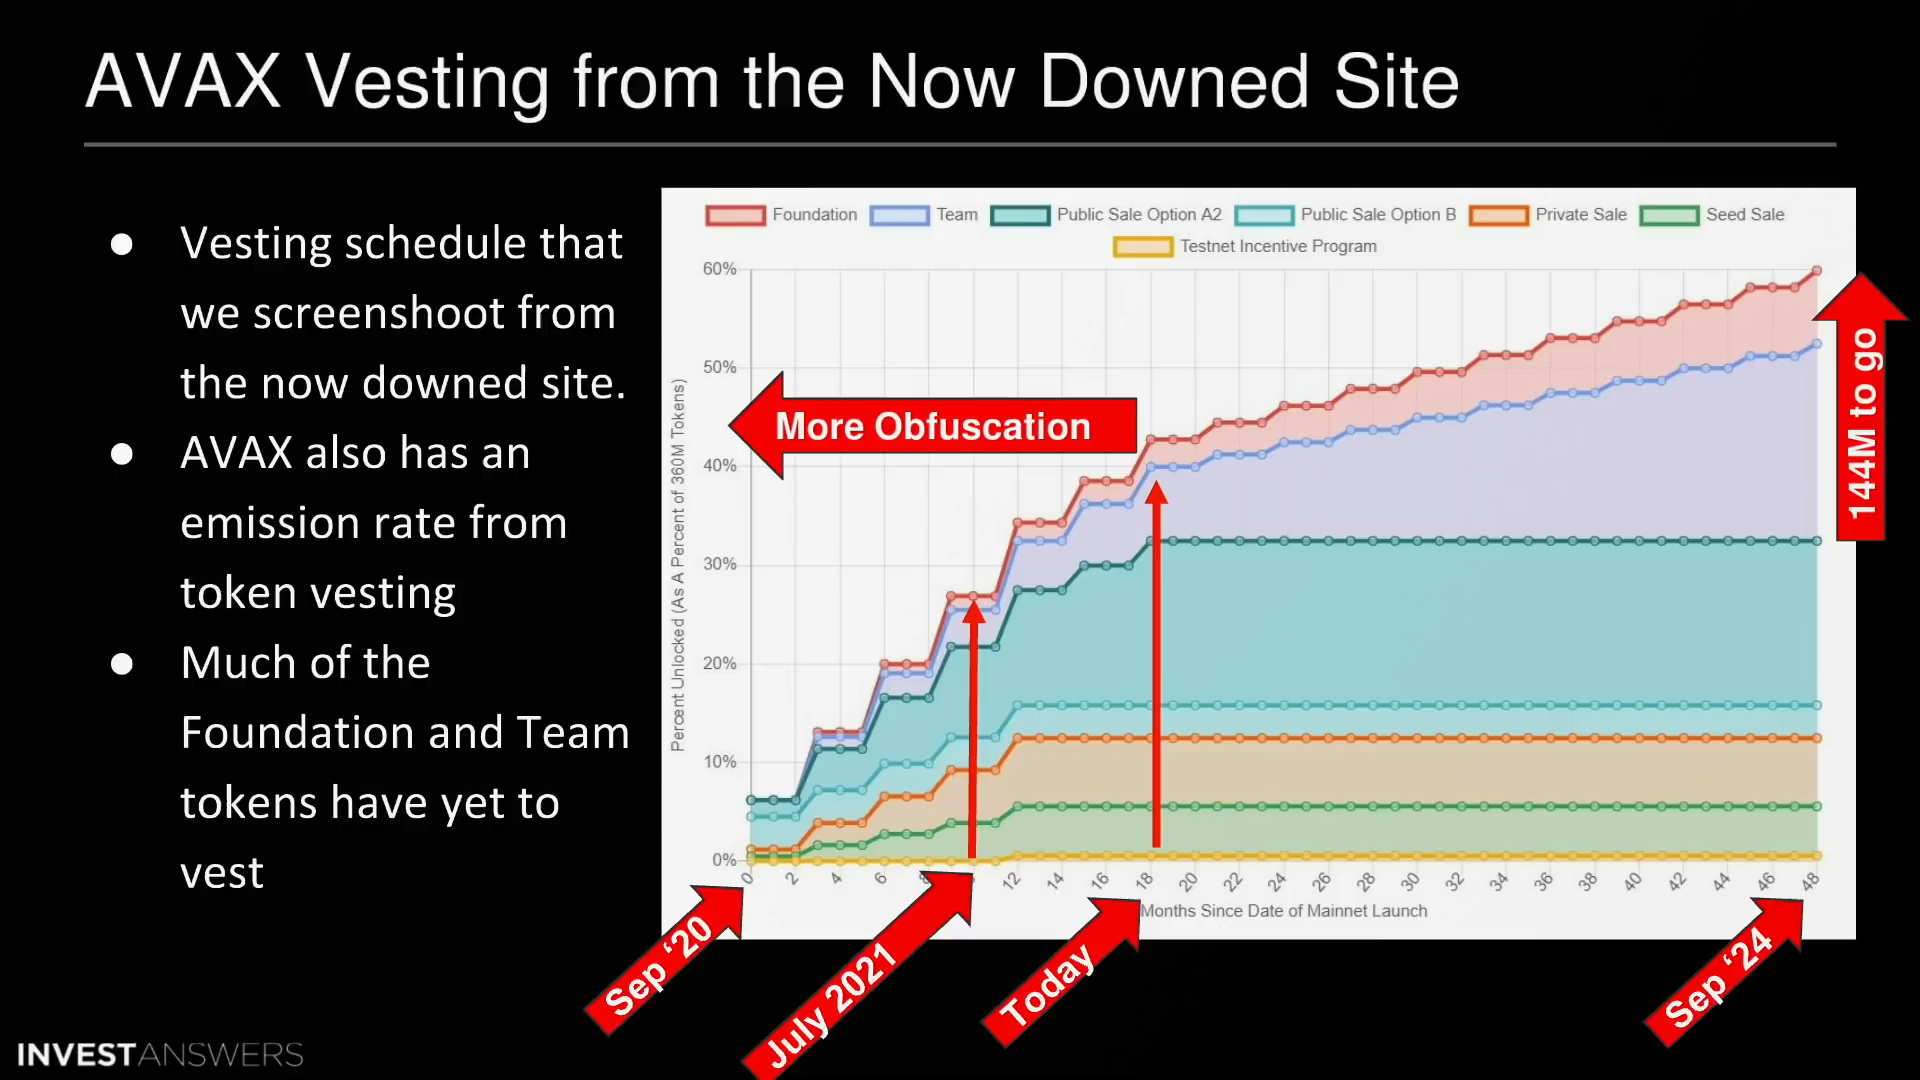 AVAX Vesting from the Now Downed Site
● Vesting schedule that
we screenshoot from
the now downed site.
● AVAX also has an
emission rate from
token vesting
● Much of the
Foundation and Team
tokens have yet to
vest
Foundation Team Public Sale Option A2 Public Sale Option B Private Sale Seed Sale
Testnet Incentive Program
Percent Unlocked (As A Percent of 360M Tokens)
60%
50%
40%
30%
20%
10%
0%
More Obfuscation
144M to go
0 2 4 6 8 12 14 16 18 20 22 24 26 28 30 32 34 36 38 40 42 44 46 48
Months Since Date of Mainnet Launch
Sep ‘20
July 2021
Today
Sep ‘24
INVESTANSWERS